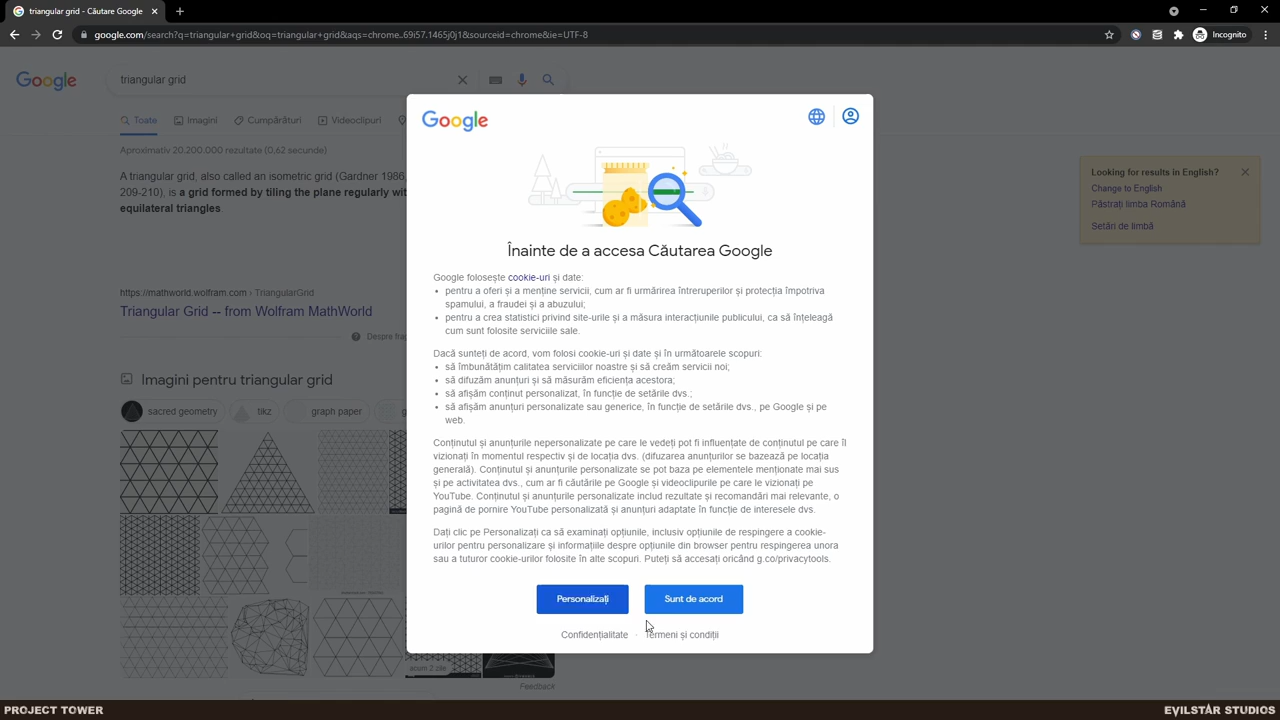 triangular grid - Căutare Google
google.com/search?q=triangular+grid&oq=triangular+grid&aqs=chrome..69i57.1465j0j1&sourceid=chrome&ie=UTF-8
Incognito
Google
triangular grid
Toate
Imagini
Cumpărături
Videoclipuri
Aproximativ 20.200.000 rezultate (0,62 secunde)
A triangular grid, also called an isometric grid (Gardner 1986,
209-210), is a grid formed by tiling the plane regularly wit
equilateral triangles
https://mathworld.wolfram.com › TriangularGrid
Triangular Grid -- from Wolfram MathWorld
Despre frag
Imagini pentru triangular grid
sacred geometry
tikz
graph paper
g
acum 2 zile
Feedback
Google
Înainte de a accesa Căutarea Google
Google folosește cookie-uri și date:
• pentru a oferi și a menține servicii, cum ar fi urmărirea întreruperilor și protecția împotriva
spamului, a fraudei și a abuzului;
• pentru a crea statistici privind site-urile și a măsura interacțiunile publicului, ca să înțeleagă
cum sunt folosite serviciile sale.
Dacă sunteți de acord, vom folosi cookie-uri și date și în următoarele scopuri:
• să îmbunătățim calitatea serviciilor noastre și să creăm servicii noi;
• să difuzăm anunțuri și să măsurăm eficiența acestora;
• să afișăm conținut personalizat, în funcție de setările dvs.;
• să afișăm anunțuri personalizate sau generice, în funcție de setările dvs., pe Google și pe
web.
Conținutul și anunțurile nepersonalizate pe care le vedeți pot fi influențate de conținutul pe care îl
vizionați în momentul respectiv și de locația dvs. (difuzarea anunțurilor se bazează pe locația
generală). Conținutul și anunțurile personalizate se pot baza pe elementele menționate mai sus
și pe activitatea dvs., cum ar fi căutările pe Google și videoclipurile pe care le vizionați pe
YouTube. Conținutul și anunțurile personalizate includ rezultate și recomandări mai relevante, o
pagină de pornire YouTube personalizată și anunțuri adaptate în funcție de interesele dvs.
Dați clic pe Personalizați ca să examinați opțiunile, inclusiv opțiunile de respingere a cookie-
urilor pentru personalizare și informațiile despre opțiunile din browser pentru respingerea unora
sau a tuturor cookie-urilor folosite în alte scopuri. Puteți să accesați oricând g.co/privacytools.
Personalizați
Sunt de acord
Confidențialitate · Termeni și condiții
Looking for results in English?
Change to English
Păstrați limba Română
Setări de limbă
PROJECT TOWER
EVILSTAR STUDIOS